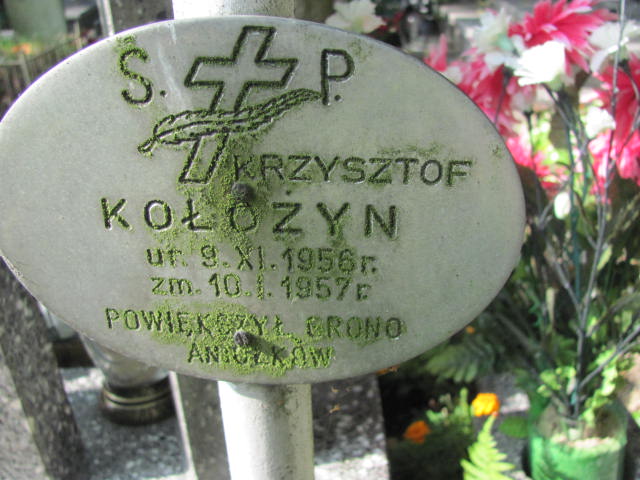 Ś. P.
KRZYSZTOF
KOŁOZYN
ur. 9. XI. 1956 r.
zm. 10. I. 1957 r.
POWIĘKSZYŁ GRONO
ANIOŁKÓW